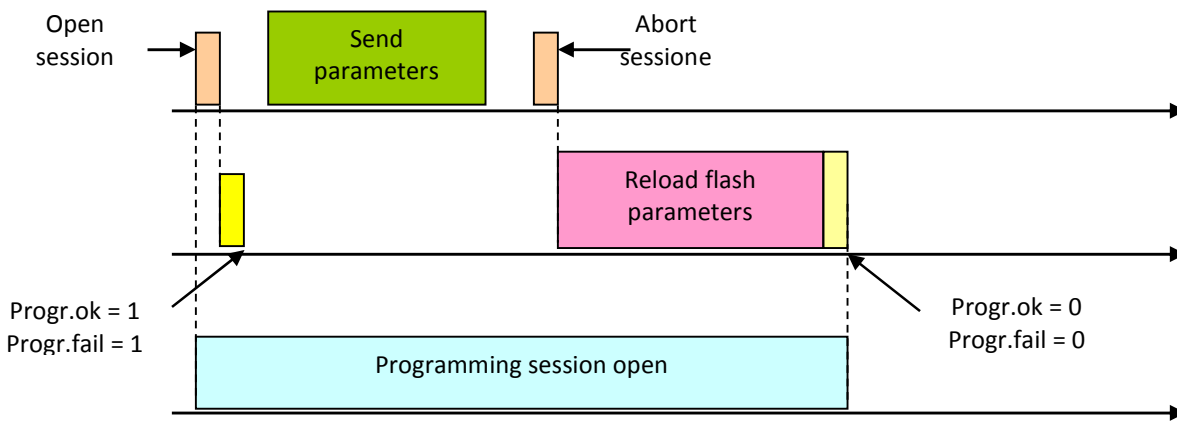 Open
session
Send
parameters
Abort
sessione
Reload flash
parameters
Progr.ok = 1
Progr.fail = 1
Progr.ok = 0
Progr.fail = 0
Programming session open